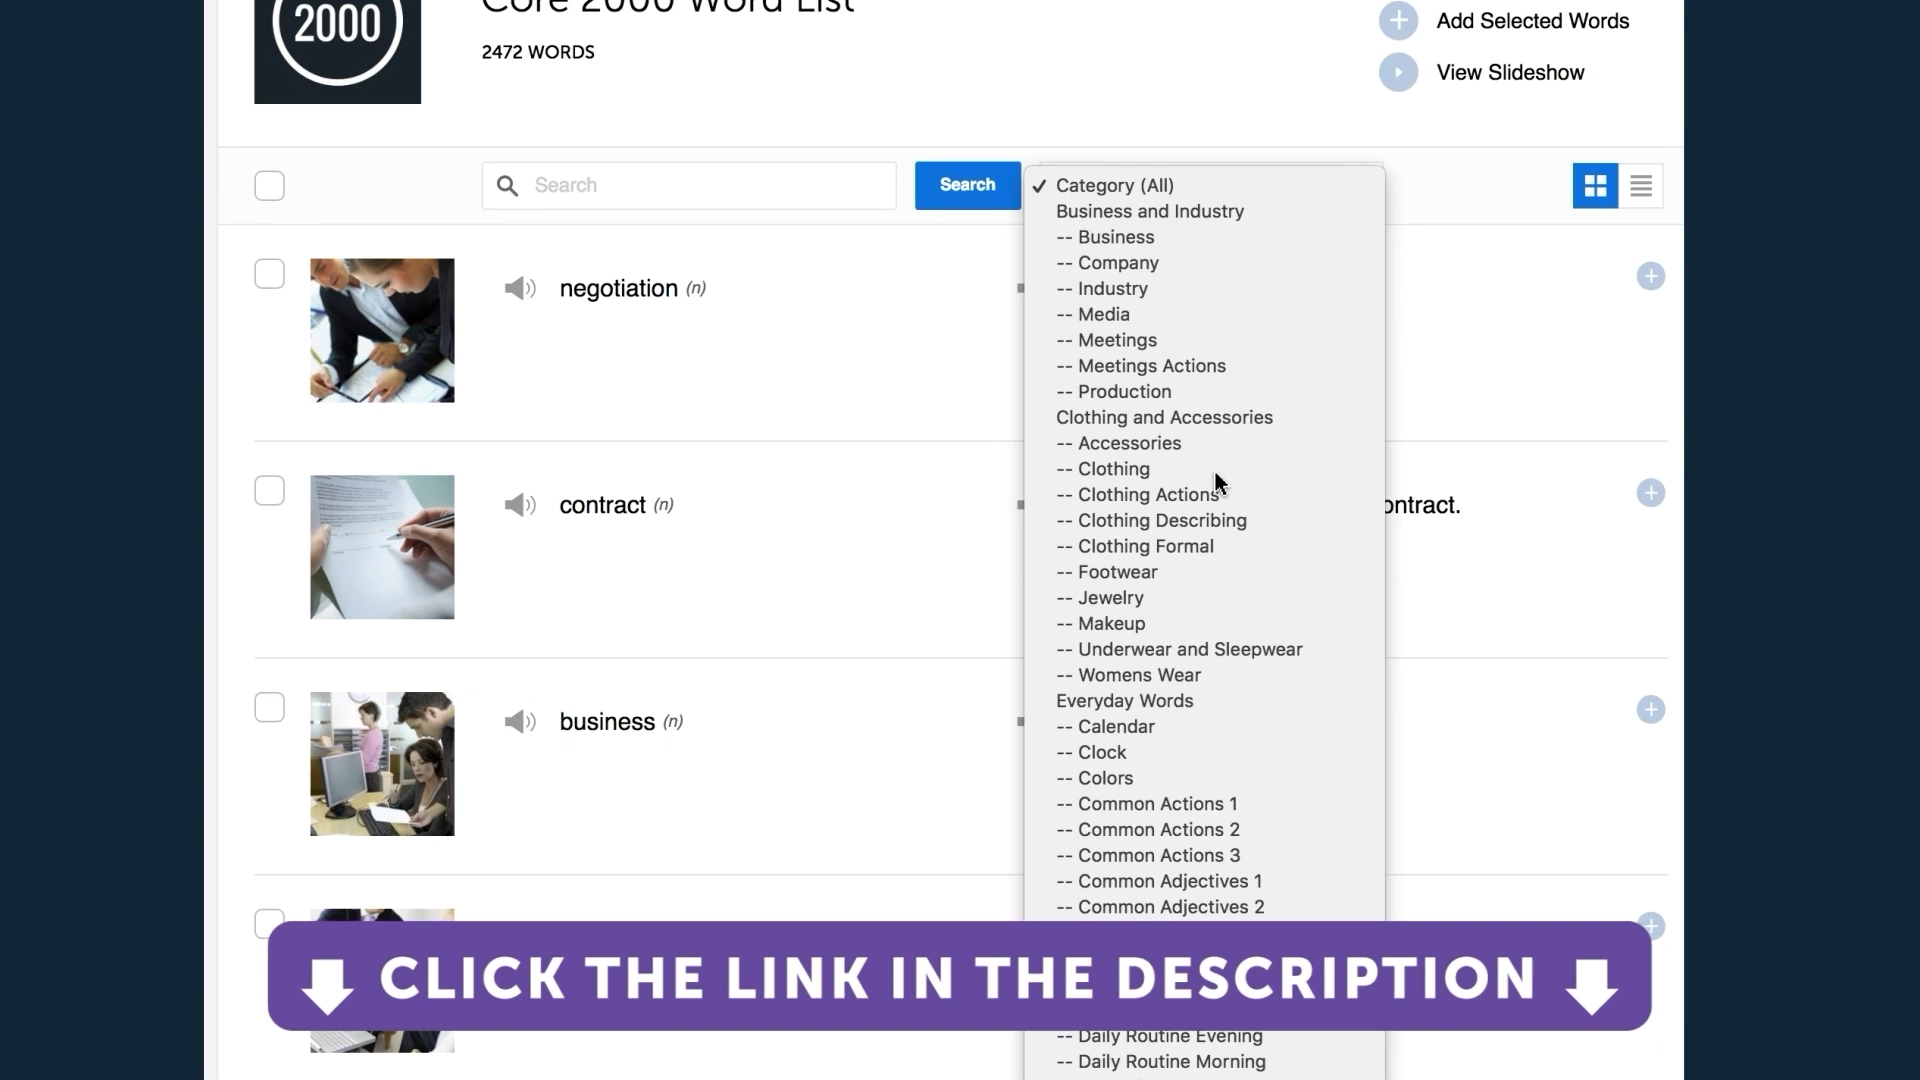 2000
Core 2000 Word List
2472 WORDS
Add Selected Words
View Slideshow
Search
Search
✓ Category (All)
Business and Industry
-- Business
-- Company
-- Industry
-- Media
-- Meetings
-- Meetings Actions
-- Production
Clothing and Accessories
-- Accessories
-- Clothing
-- Clothing Actions
-- Clothing Describing
-- Clothing Formal
-- Footwear
-- Jewelry
-- Makeup
-- Underwear and Sleepwear
-- Womens Wear
Everyday Words
-- Calendar
-- Clock
-- Colors
-- Common Actions 1
-- Common Actions 2
-- Common Actions 3
-- Common Adjectives 1
-- Common Adjectives 2
-- Daily Routine Evening
-- Daily Routine Morning
negotiation (n)
contract (n)
ontract.
business (n)
CLICK THE LINK IN THE DESCRIPTION